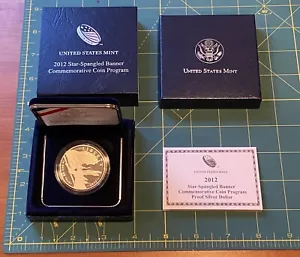 UNITED STATES MINT
2012 Star-Spangled Banner
Commemorative Coin Program
UNITED STATES MINT
UNITED STATES MINT
2012
Star-Spangled Banner
Commemorative Coin Program
Proof Silver Dollar